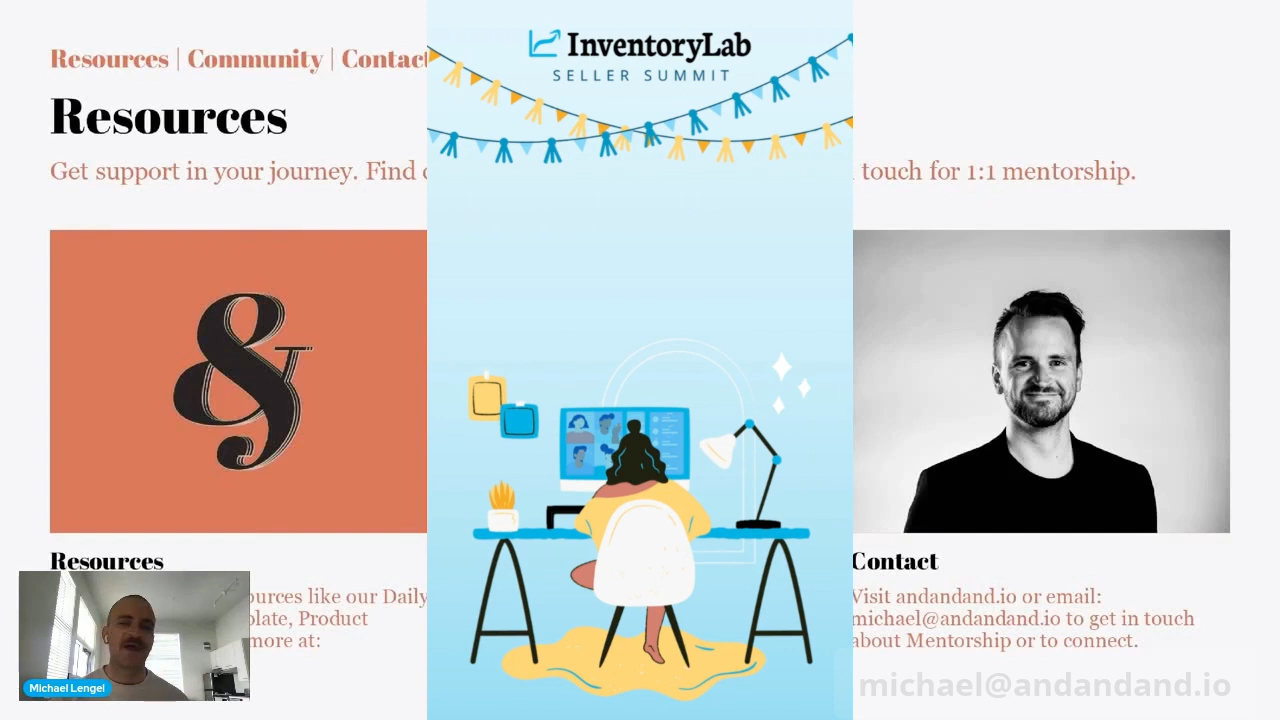 Resources | Community | Contact
Resources
Get support in your journey. Find
touch for 1:1 mentorship.
InventoryLab
SELLER SUMMIT
&
Resources
ources like our Daily
plate, Product
more at:
Michael Lengel
Contact
Visit andandand.io or email:
michael@andandand.io to get in touch
about Mentorship or to connect.
michael@andandand.io